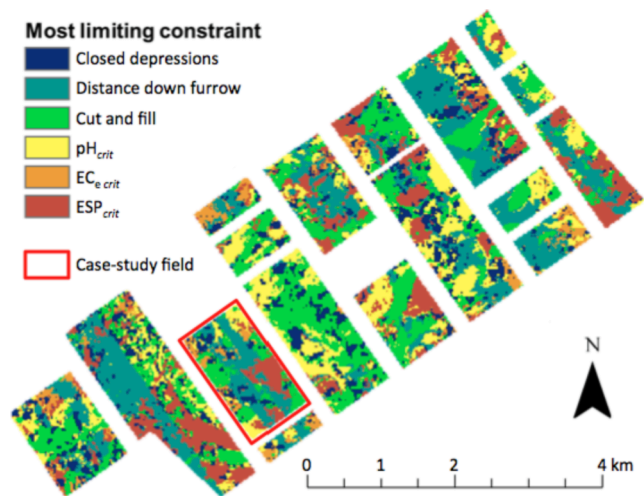 Most limiting constraint
Closed depressions
Distance down furrow
Cut and fill
pHcrit
ECe crit
ESPcrit
Case-study field
N
0 1 2 4 km